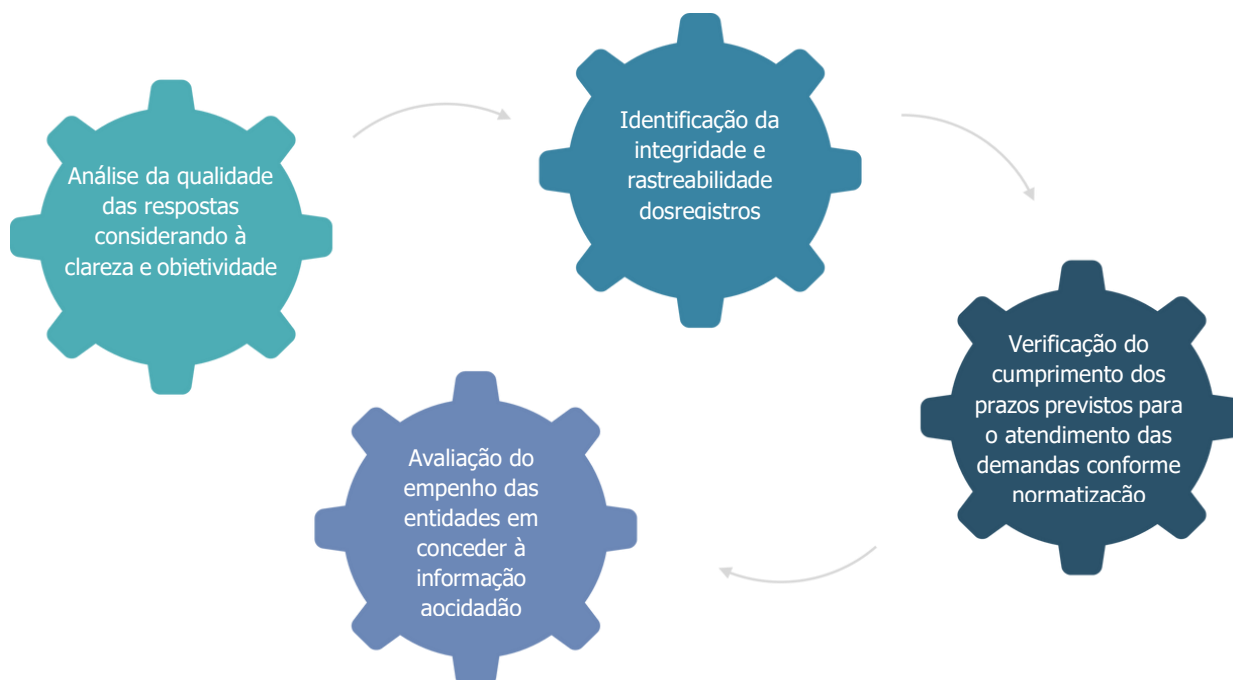 Análise da qualidade
das respostas
considerando à
clareza e objetividade
Identificação da
integridade e
rastreabilidade
dosregistros
Verificação do
cumprimento dos
prazos previstos para
o atendimento das
demandas conforme
normatização
Avaliação do
empenho das
entidades em
conceder à
informação
aocidadão